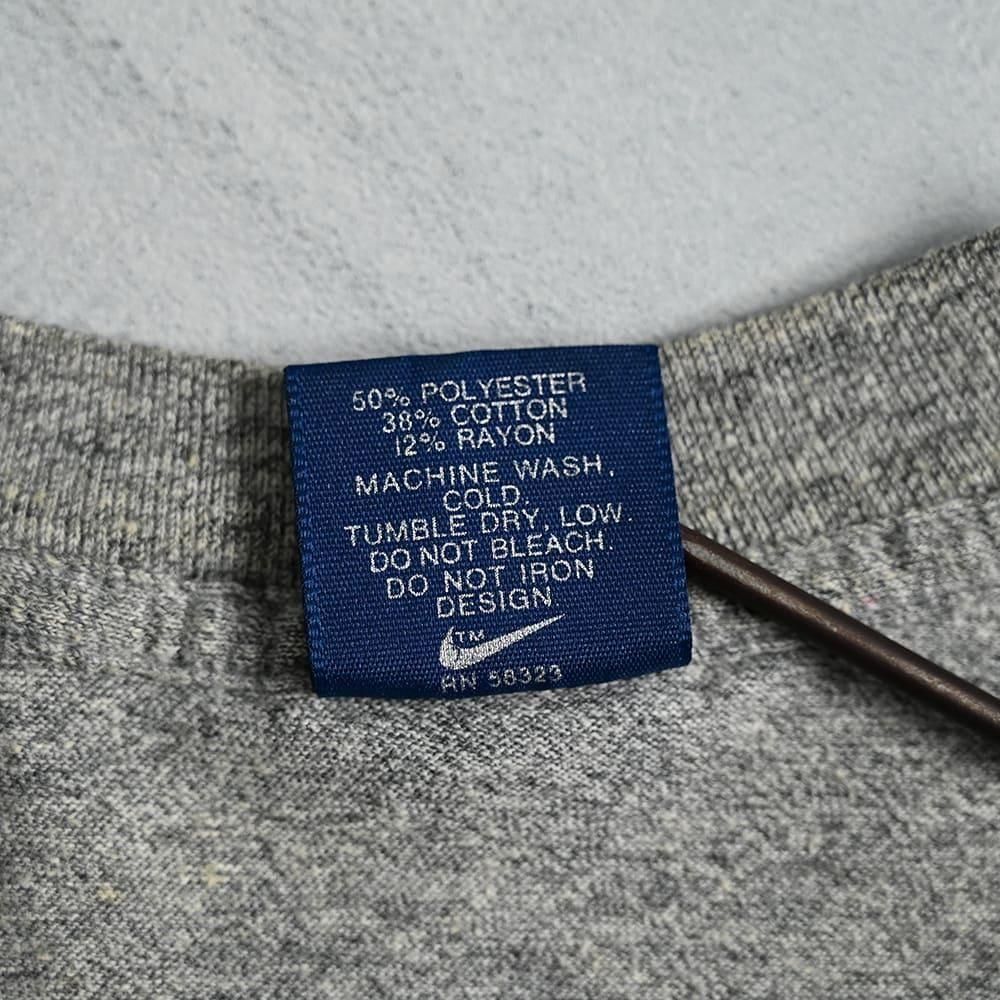 50% POLYESTER
38% COTTON
12% RAYON
MACHINE WASH.
COLD.
TUMBLE DRY, LOW.
DO NOT BLEACH.
DO NOT IRON
DESIGN
TM
RN 56323